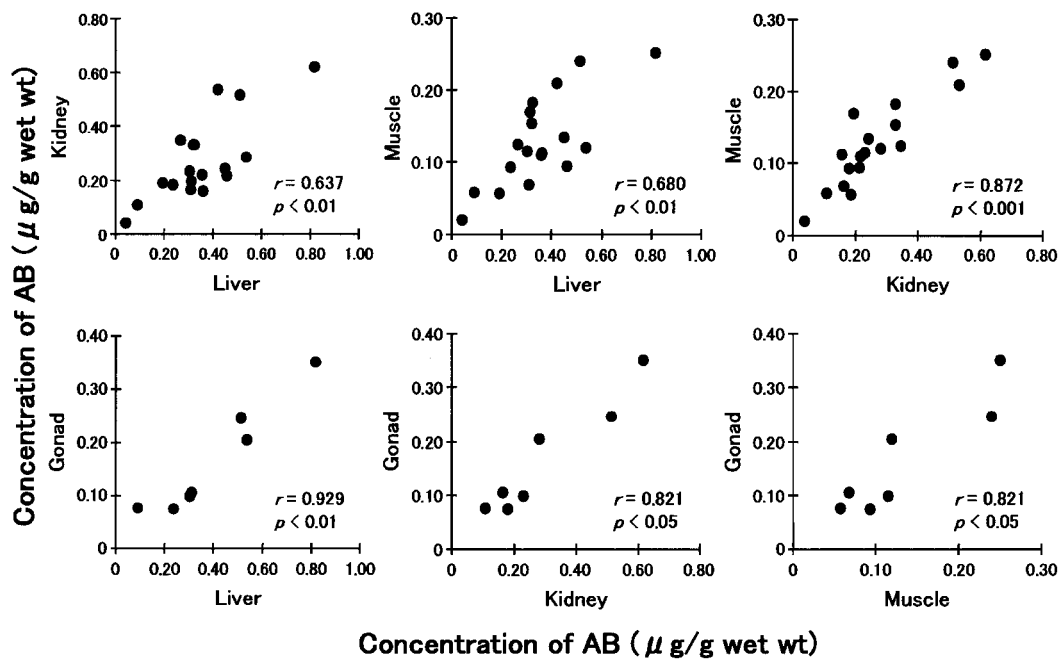 Concentration of AB ( μ g/g wet wt)
Kidney
0.80
0.60
0.40
0.20
0
0 0.20 0.40 0.60 0.80 1.00
Liver
r = 0.637
p < 0.01
Muscle
0.30
0.20
0.10
0
0 0.20 0.40 0.60 0.80 1.00
Liver
r = 0.680
p < 0.01
Muscle
0.30
0.20
0.10
0
0 0.20 0.40 0.60 0.80
Kidney
r = 0.872
p < 0.001
Gonad
0.40
0.30
0.20
0.10
0
0 0.20 0.40 0.60 0.80 1.00
Liver
r = 0.929
p < 0.01
Gonad
0.40
0.30
0.20
0.10
0
0 0.20 0.40 0.60 0.80
Kidney
r = 0.821
p < 0.05
Gonad
0.40
0.30
0.20
0.10
0
0 0.10 0.20 0.30
Muscle
r = 0.821
p < 0.05
Concentration of AB ( μ g/g wet wt)